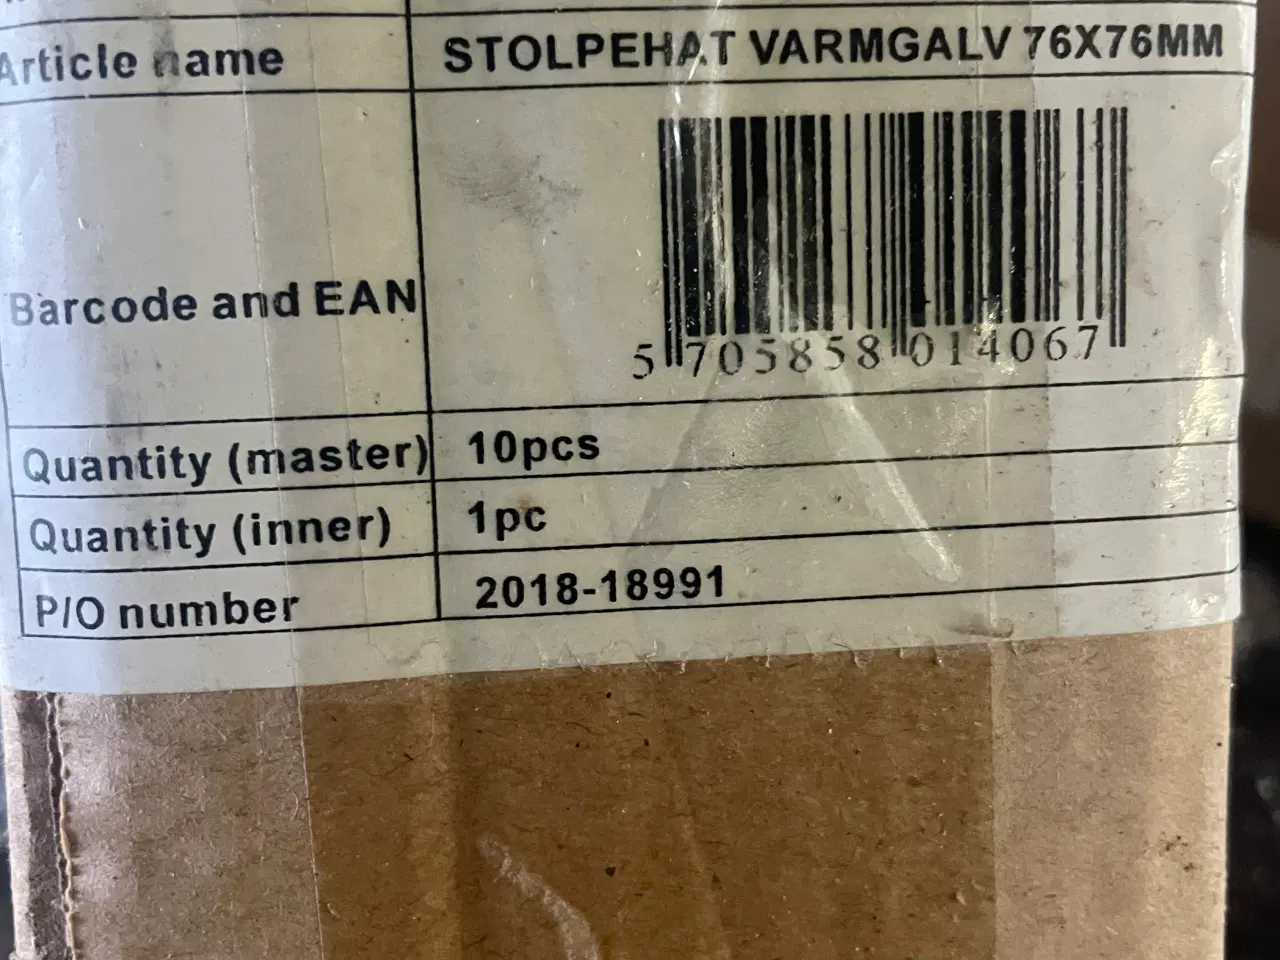 Article name STOLPEHAT VARMGALV 76X76MM
Barcode and EAN
5 705858 014067
Quantity (master) 10pcs
Quantity (inner) 1pc
P/O number 2018-18991